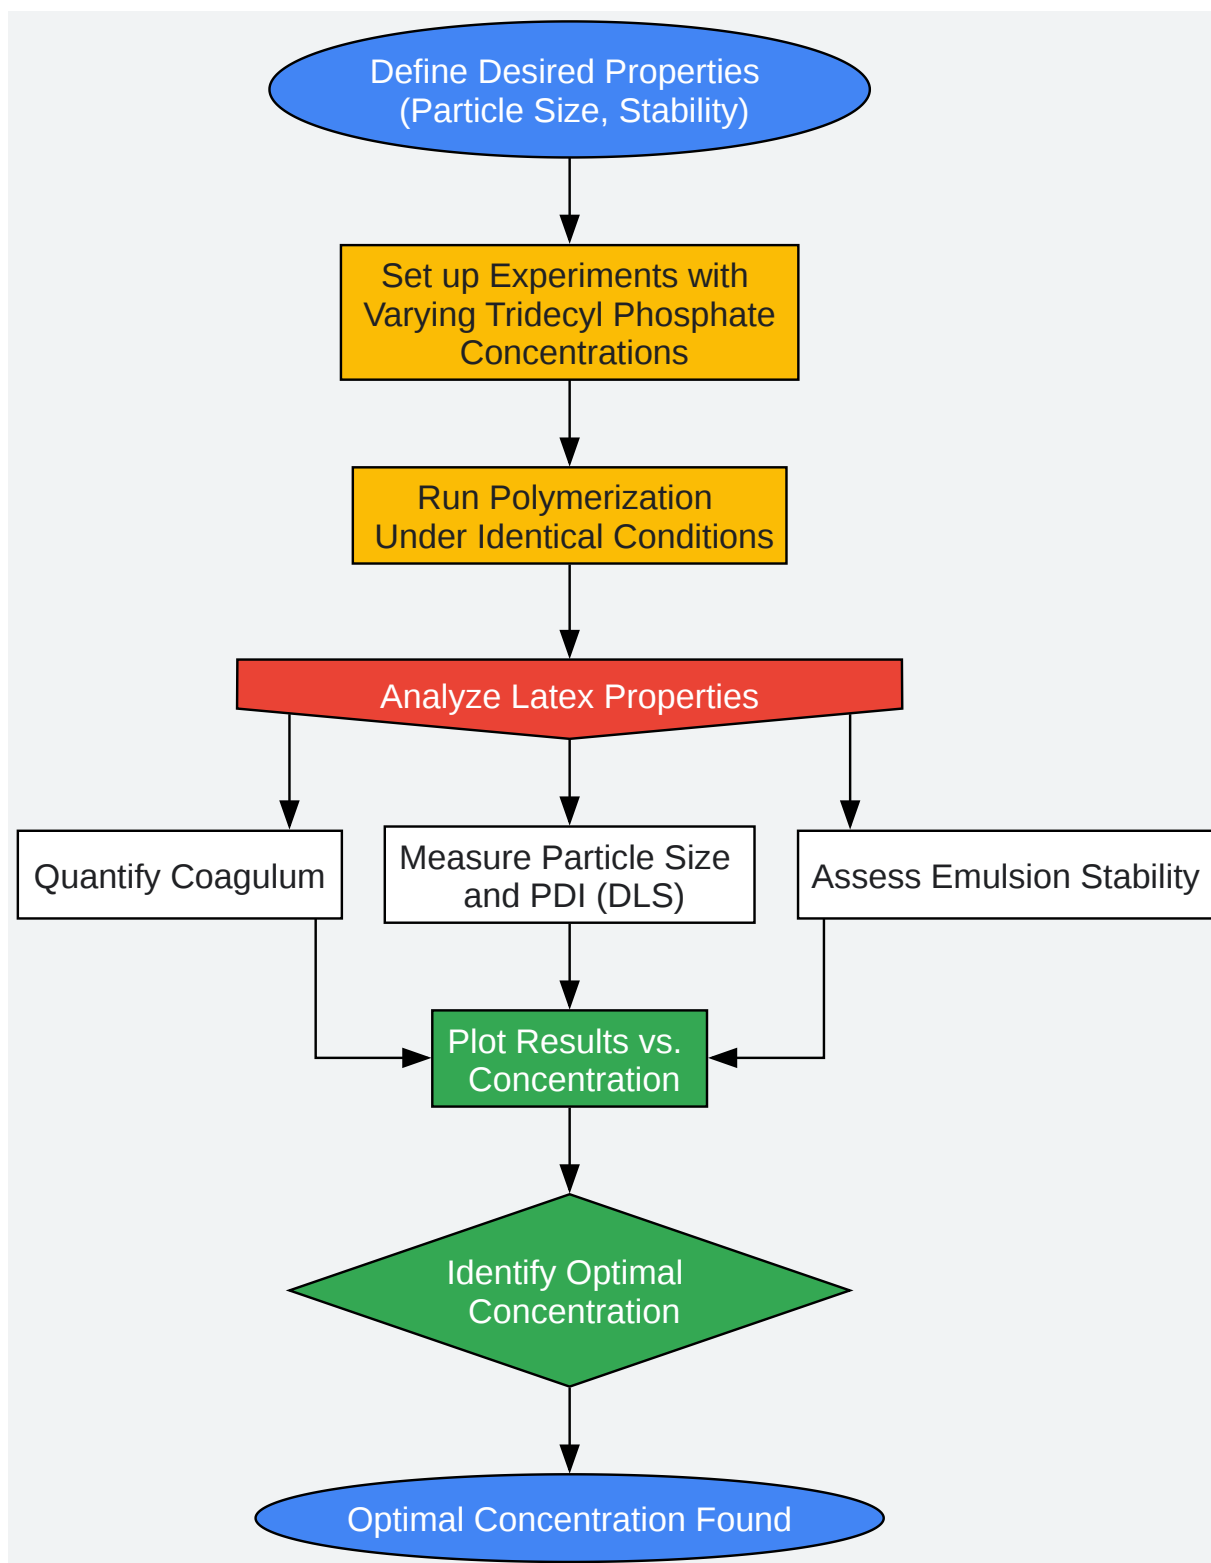 Define Desired Properties
(Particle Size, Stability)
Set up Experiments with
Varying Tridecyl Phosphate
Concentrations
Run Polymerization
Under Identical Conditions
Analyze Latex Properties
Quantify Coagulum
Measure Particle Size
and PDI (DLS)
Assess Emulsion Stability
Plot Results vs.
Concentration
Identify Optimal
Concentration
Optimal Concentration Found